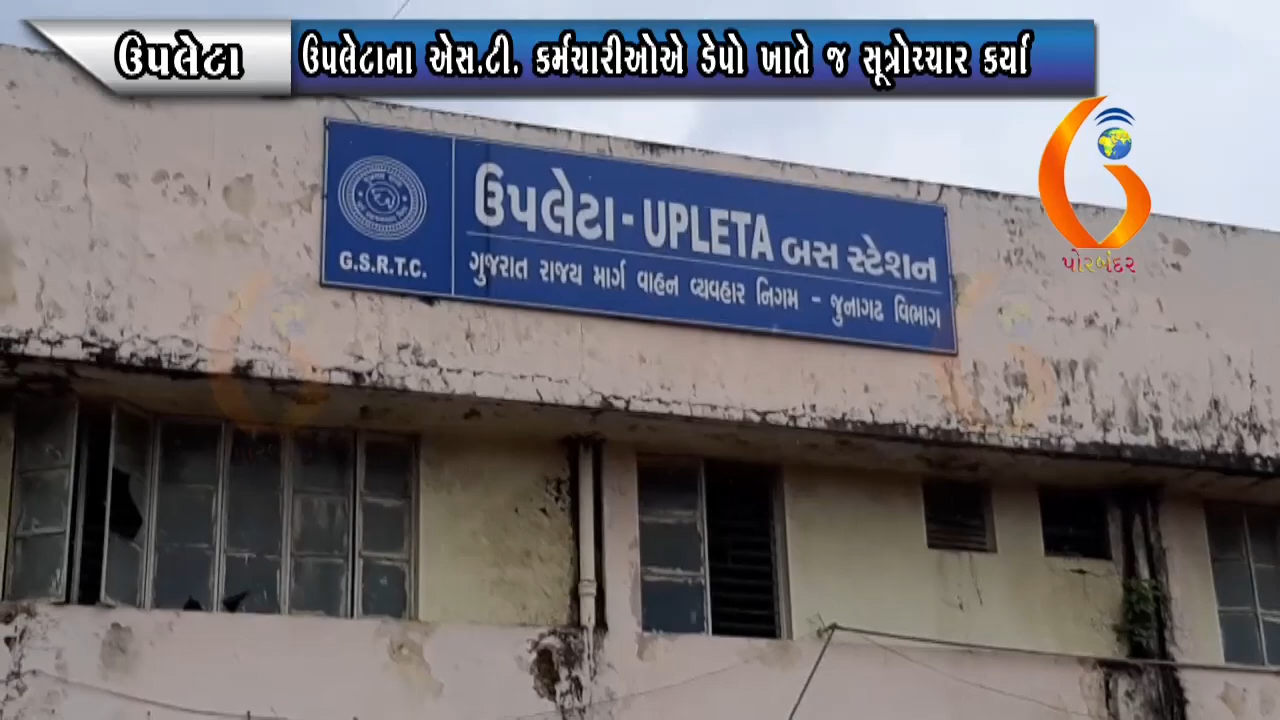 ઉપલેટા
ઉપલેટાના એસ.ટી. કર્મચારીઓએ ડેપો ખાતે જ સૂત્રોચ્ચાર કર્યા
ઉપલેટા - UPLETA બસ સ્ટેશન
G.S.R.T.C.
ગુજરાત રાજ્ય માર્ગ વાહન વ્યવહાર નિગમ - જુનાગઢ વિભાગ
પોરબંદર